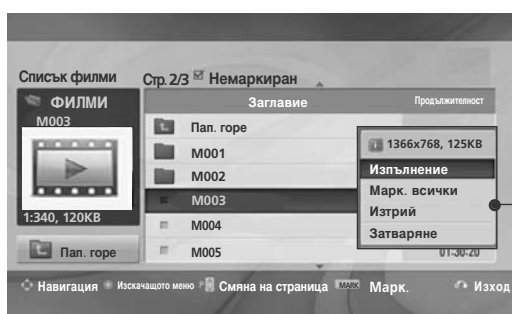 Списък филми
Стр. 2/3 Немаркиран
ФИЛМИ
M003
1:340, 120KB
Пап. горе
Заглавие
Продължителност
Пап. горе
M001
M002
M003
M004
M005
01:30:20
1366x768, 125KB
Изпълнение
Марк. всички
Изтрий
Затваряне
Навигация Изскачащото меню P Смяна на страница MARK Марк. Изход